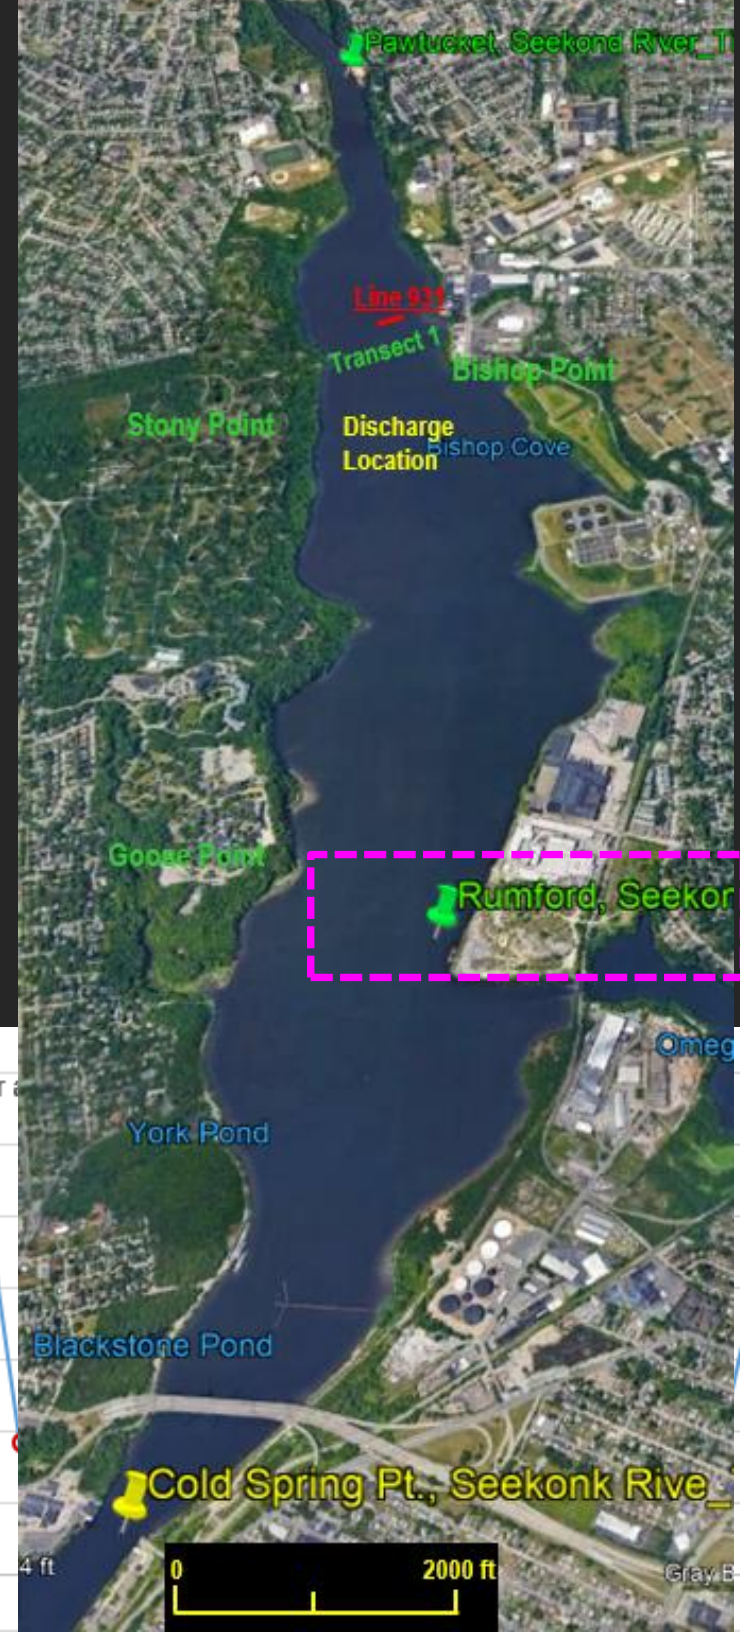 Pawtucket, Seekond River_T
Line 931
Transect 1
Bishop Point
Stony Point
Discharge
Location
Bishop Cove
Goose Point
Rumford, Seekon
Omeg
York Pond
Blackstone Pond
Cold Spring Pt., Seekonk Rive_
4 ft
0
2000 ft
Gray B